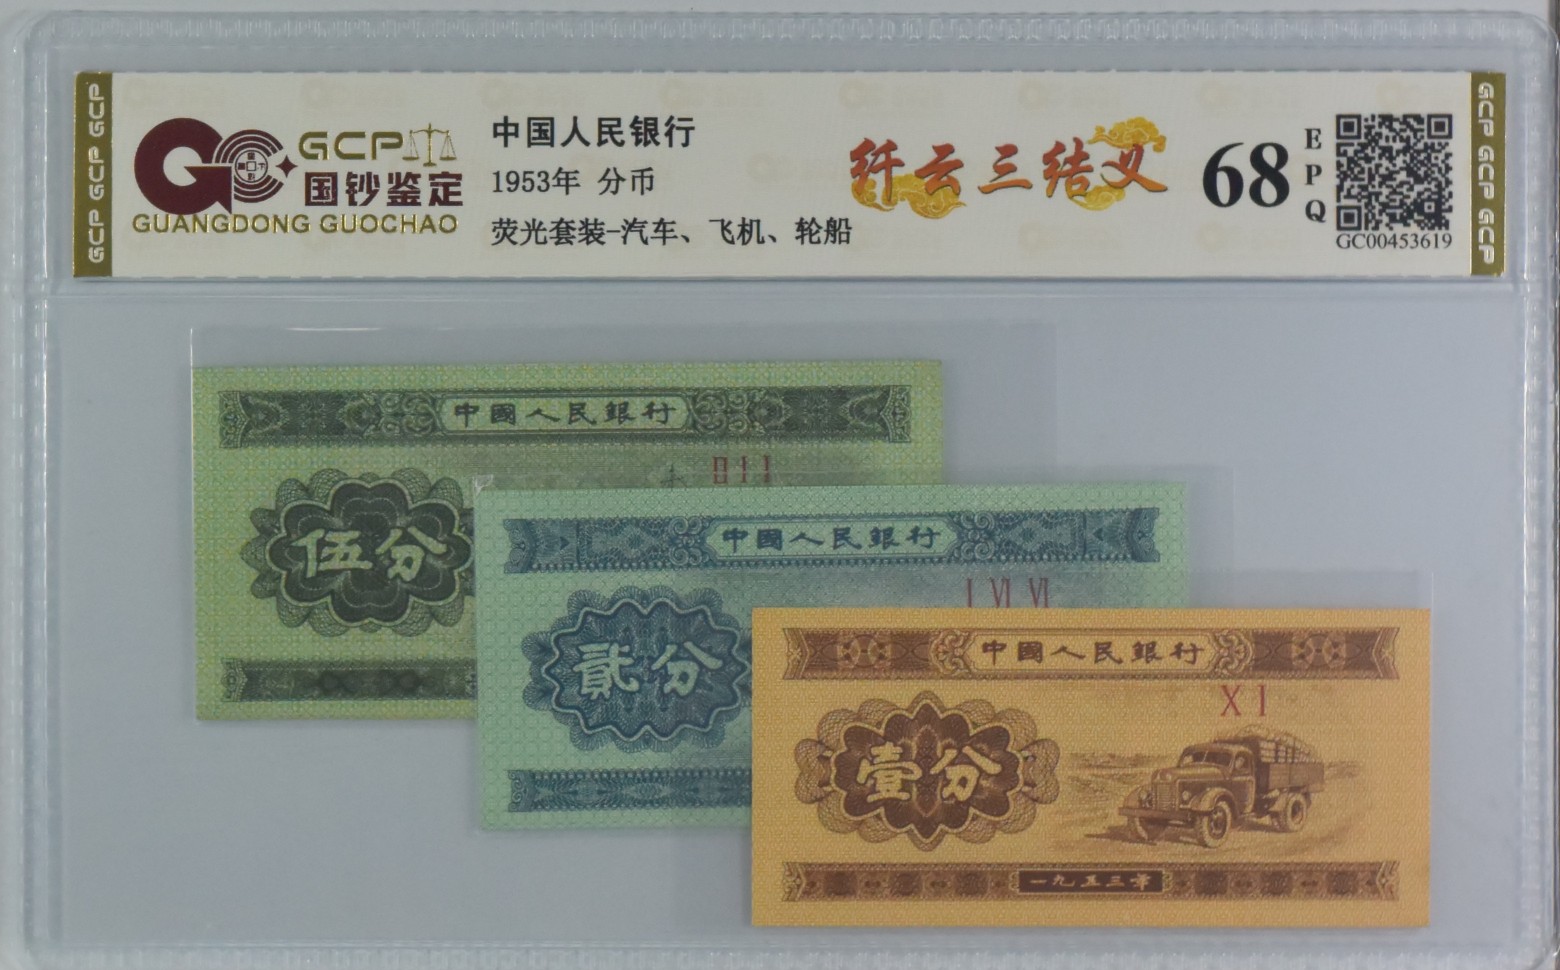 GCP GCP GCP
GCP
国钞鉴定
GUANGDONG GUOCHAO
中国人民银行
1953年 分币
荧光套装-汽车、飞机、轮船
纤云三结义
68
EPQ
GC00453619
GCP GCP GCP
中國人民銀行
011
伍分
中國人民銀行
I VI VI
貳分
中國人民銀行
X I
壹分
一九五三年